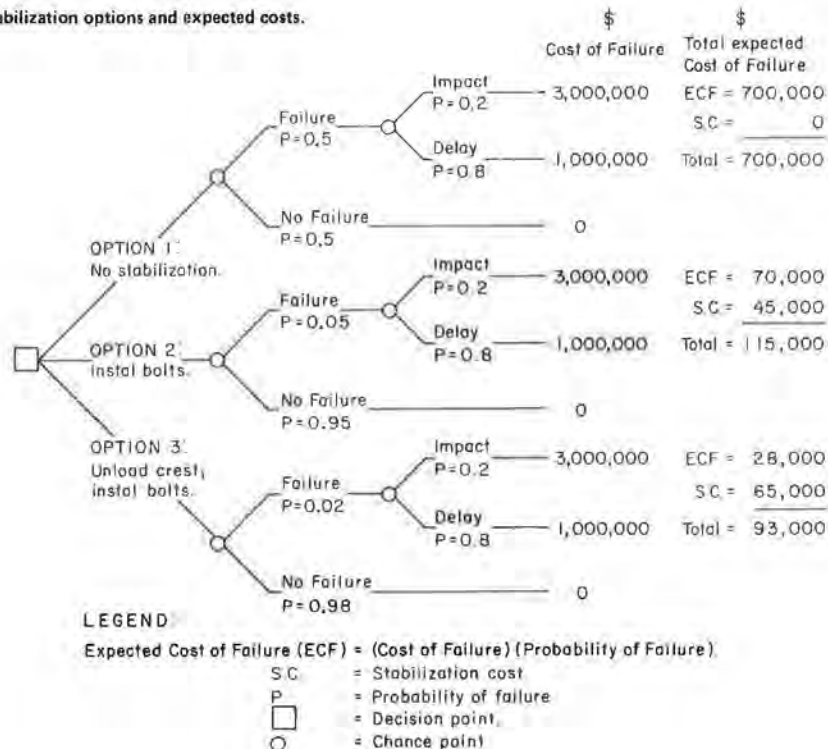 bilization options and expected costs.
$ $
Cost of Failure Total expected
Cost of Failure
Impact
P=0.2 3,000,000 ECF = 700,000
Failure
P=0.5 S.C = 0
Delay
P=0.8 1,000,000 Total = 700,000
No Failure
P=0.5 0
OPTION 1:
No stabilization.
Impact
P=0.2 3,000,000 ECF = 70,000
Failure
P=0.05 S.C = 45,000
Delay
P=0.8 1,000,000 Total = 115,000
OPTION 2:
instal bolts.
No Failure
P=0.95 0
OPTION 3:
Unload crest,
instal bolts.
Impact
P=0.2 3,000,000 ECF = 28,000
Failure
P=0.02 S.C = 65,000
Delay
P=0.8 1,000,000 Total = 93,000
No Failure
P=0.98 0
LEGEND
Expected Cost of Failure (ECF) = (Cost of Failure) (Probability of Failure)
S.C. = Stabilization cost
P = Probability of failure
= Decision point.
= Chance point